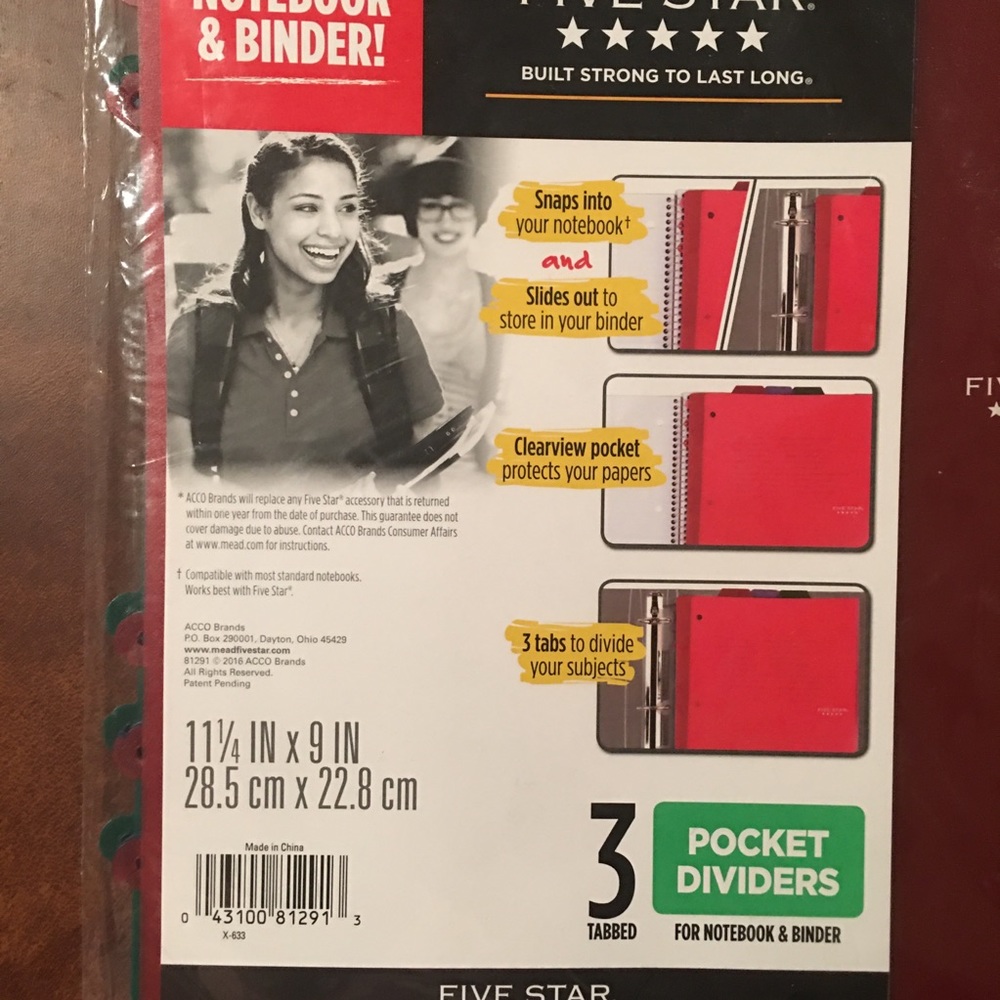 NOTEBOOK
& BINDER!
FIVE STAR®
BUILT STRONG TO LAST LONG®
Snaps into
your notebook†
and
Slides out to
store in your binder
Clearview pocket
protects your papers
* ACCO Brands will replace any Five Star® accessory that is returned
within one year from the date of purchase. This guarantee does not
cover damage due to abuse. Contact ACCO Brands Consumer Affairs
at www.mead.com for instructions.
† Compatible with most standard notebooks.
Works best with Five Star®.
3 tabs to divide
your subjects
ACCO Brands
P.O. Box 290001, Dayton, Ohio 45429
www.meadfivestar.com
81291 © 2016 ACCO Brands
All Rights Reserved.
Patent Pending
11¼ IN x 9 IN
28.5 cm x 22.8 cm
Made in China
0 43100 81291 3
X-633
3
TABBED
POCKET
DIVIDERS
FOR NOTEBOOK & BINDER
FIVE STAR
FIVE STAR
FIVE STAR